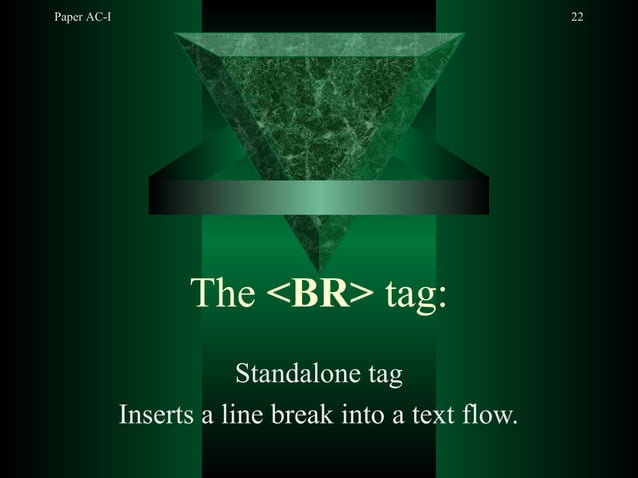 Paper AC-I
22
The <BR> tag:
Standalone tag
Inserts a line break into a text flow.